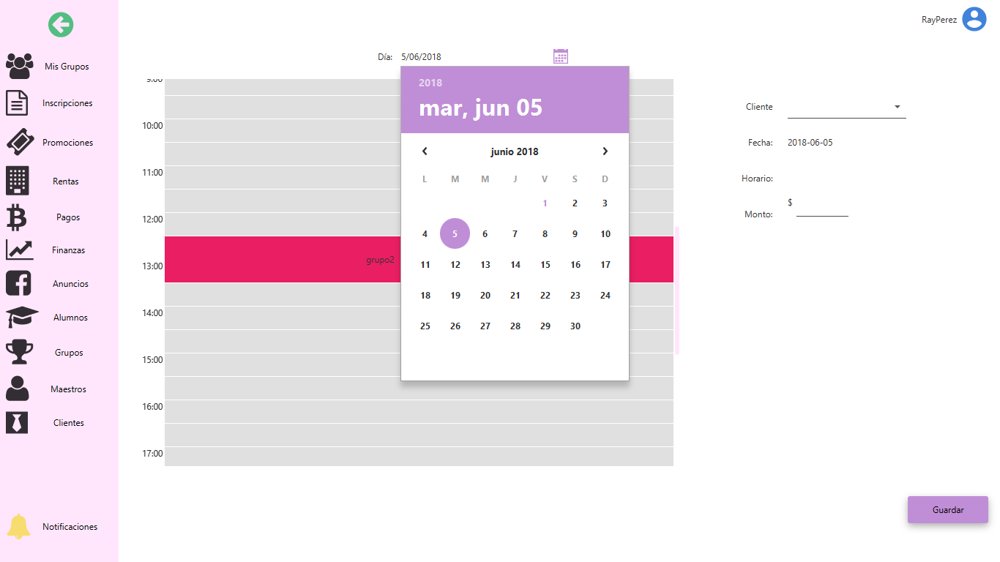 RayPerez
Mis Grupos
Inscripciones
Promociones
Rentas
Pagos
Finanzas
Anuncios
Alumnos
Grupos
Maestros
Clientes
Notificaciones
Día: 5/06/2018
9:00
10:00
11:00
12:00
13:00
14:00
15:00
16:00
17:00
grupo2
2018
mar, jun 05
junio 2018
L M M J V S D
1 2 3
4 5 6 7 8 9 10
11 12 13 14 15 16 17
18 19 20 21 22 23 24
25 26 27 28 29 30
Cliente
Fecha: 2018-06-05
Horario:
Monto: $
Guardar